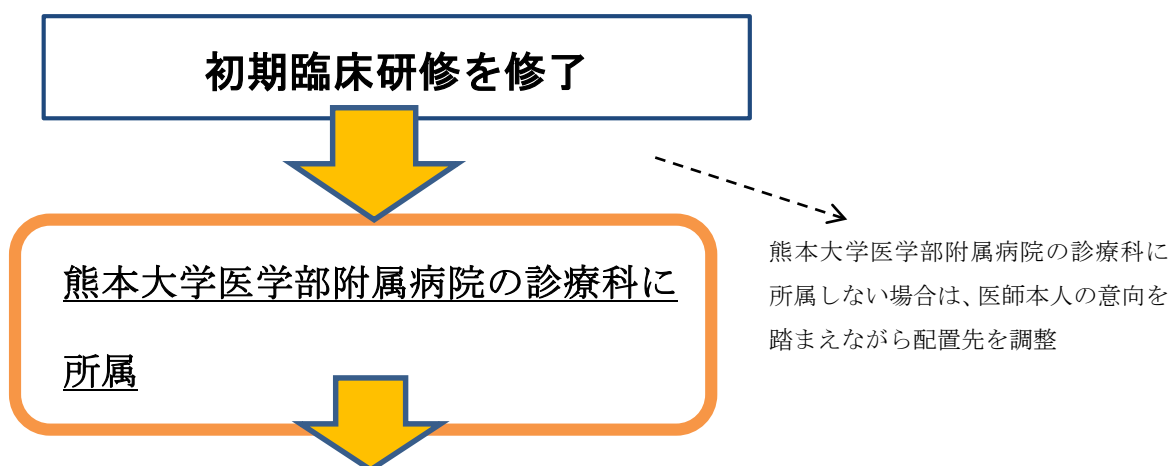 初期臨床研修を修了
熊本大学医学部附属病院の診療科に
所属
熊本大学医学部附属病院の診療科に
所属しない場合は、医師本人の意向を
踏まえながら配置先を調整